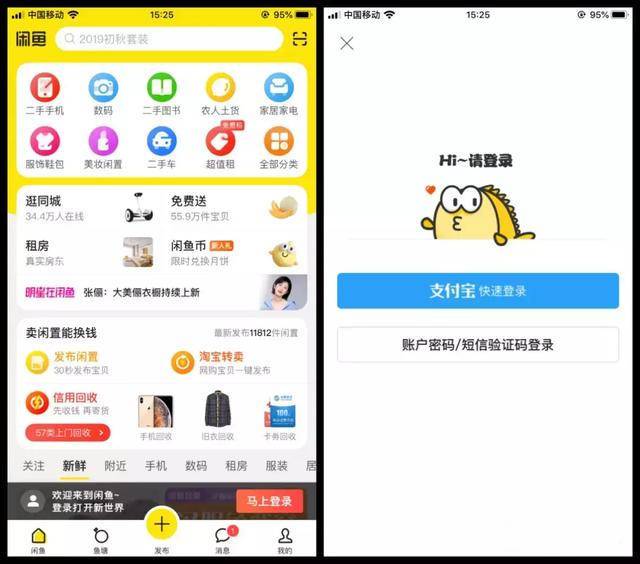 中国移动
15:25
95%
闲鱼
2019初秋套装
二手手机
数码
二手图书
农人土货
家居家电
免费租
服饰鞋包
美妆闲置
二手车
超值租
全部分类
逛同城
34.4万人在线
免费送
55.9万件宝贝
租房
真实房东
闲鱼币
新人礼
限时兑换月饼
明星在闲鱼
张俪：大美俪衣橱持续上新
卖闲置能换钱
最新发布11812件闲置
发布闲置
30秒发布宝贝
淘宝转卖
网购宝贝一键发布
信用回收
先收钱 再寄货
57类上门回收
手机回收
旧衣回收
100
卡券回收
关注
新鲜
附近
手机
数码
租房
服装
居
欢迎来到闲鱼~
登录打开新世界
马上登录
闲鱼
鱼塘
发布
1
消息
我的
中国移动
15:25
95%
Hi~请登录
支付宝 快速登录
账户密码/短信验证码登录